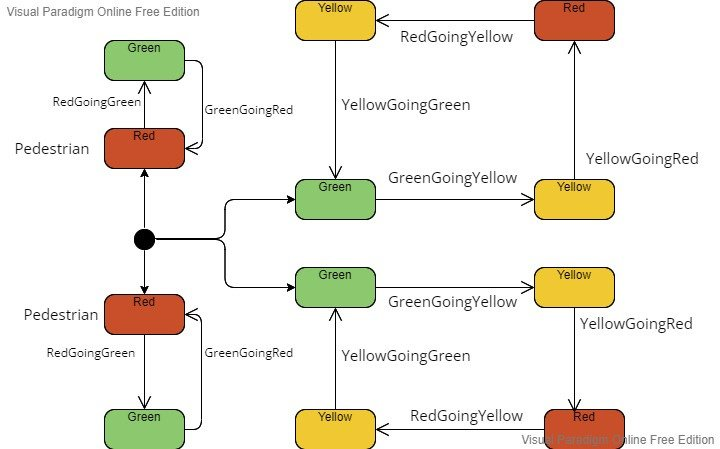 Visual Paradigm Online Free Edition
Yellow
Red
RedGoingYellow
Green
RedGoingGreen
GreenGoingRed
YellowGoingGreen
Red
Pedestrian
YellowGoingRed
Green
GreenGoingYellow
Yellow
Green
Yellow
GreenGoingYellow
Red
Pedestrian
YellowGoingRed
RedGoingGreen
GreenGoingRed
YellowGoingGreen
Green
Yellow
RedGoingYellow
Red
Visual Paradigm Online Free Edition